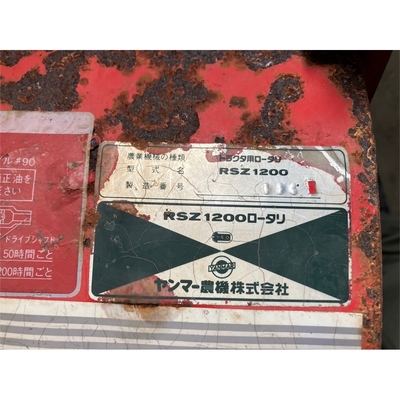 ル#90
正油を
さい
ドライブシャフト
50時間ごと
200時間ごと
農業機械の種類 トラクタ用ロータリ
型式名 RSZ1200
製造番号
RSZ1200ロータリ
YANMAR
ヤンマー農機株式会社